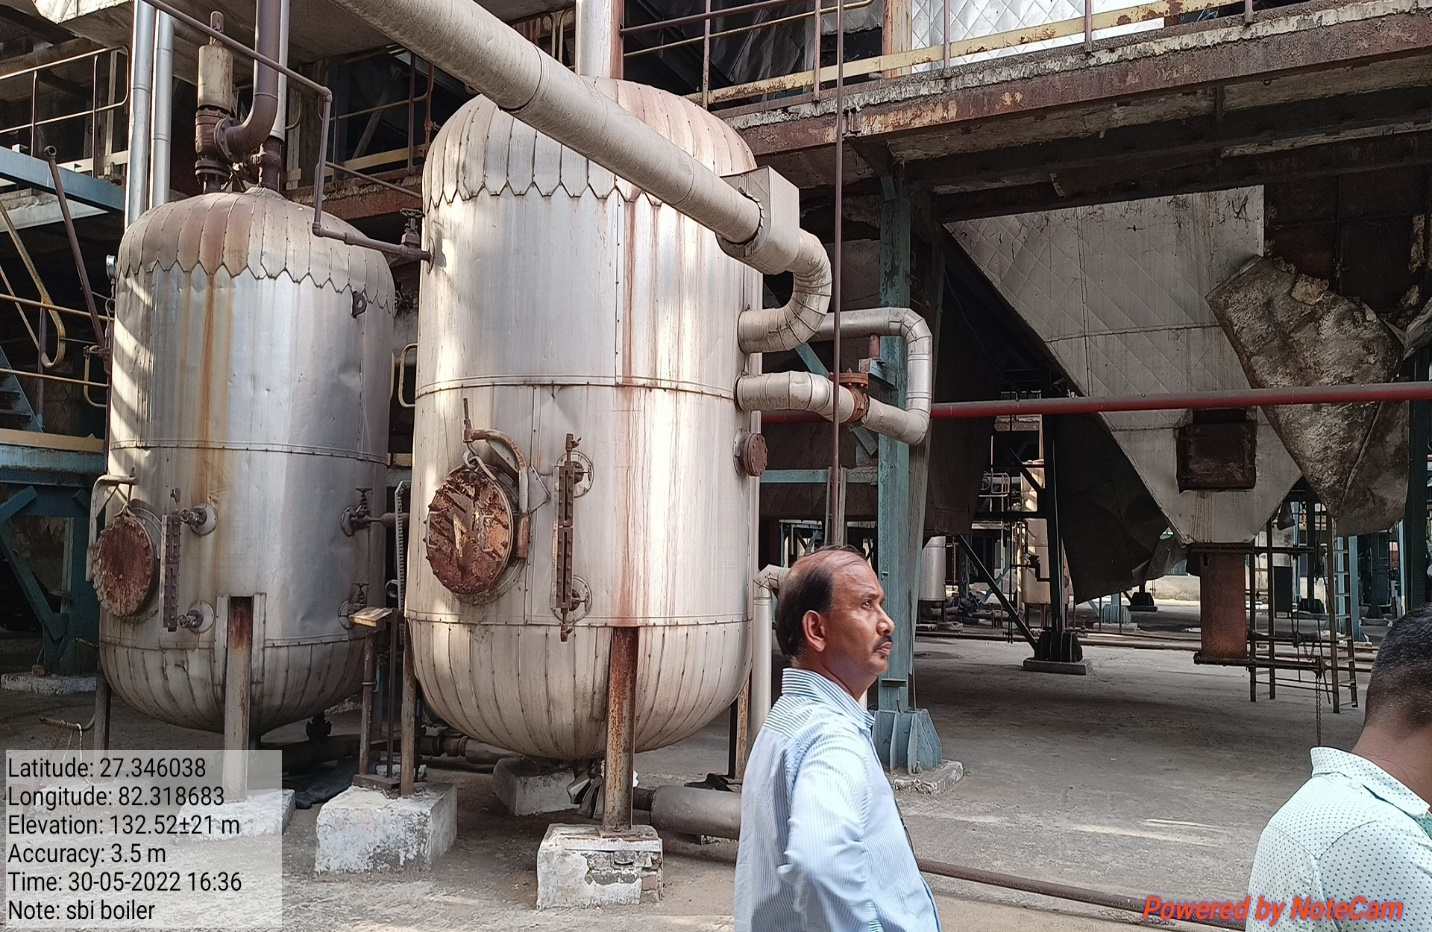 Latitude: 27.346038
Longitude: 82.318683
Elevation: 132.52±21 m
Accuracy: 3.5 m
Time: 30-05-2022 16:36
Note: sbi boiler
Powered by NoteCam